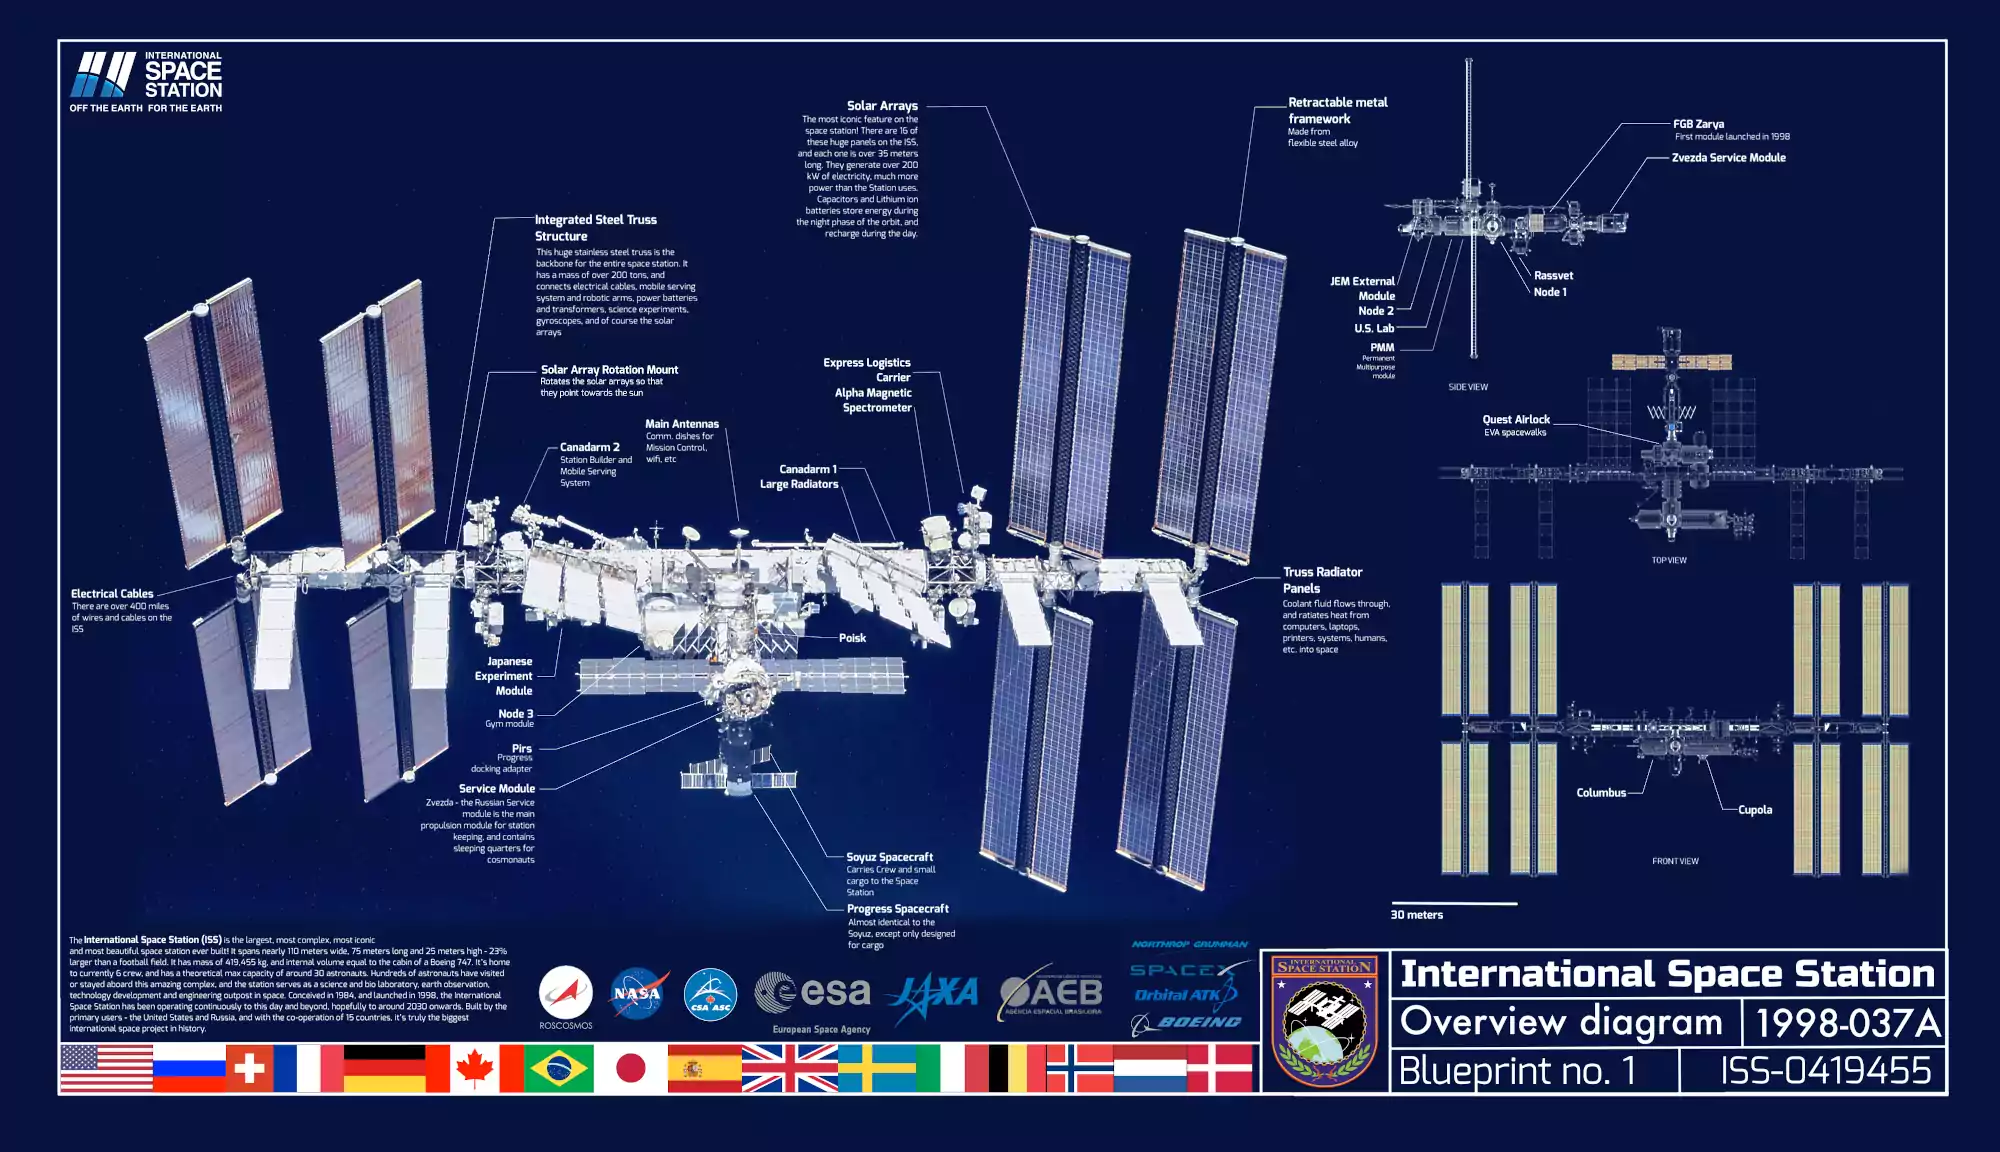 INTERNATIONAL
SPACE
STATION
OFF THE EARTH FOR THE EARTH
Solar Arrays
The most iconic feature on the
space station! There are 16 of
these huge panels on the ISS,
and each one is over 35 meters
long. They generate over 200
kW of electricity, much more
power than the Station uses.
Capacitors and Lithium ion
batteries store energy during
the night phase of the orbit, and
recharge during the day.
Retractable metal
framework
Made from
flexible steel alloy
FGB Zarya
First module launched in 1998
Zvezda Service Module
Integrated Steel Truss
Structure
This huge stainless steel truss is the
backbone for the entire space station. It
has a mass of over 200 tons, and
connects electrical cables, mobile serving
system and robotic arms, power batteries
and transformers, science experiments,
gyroscopes, and of course the solar
arrays
Solar Array Rotation Mount
Rotates the solar arrays so that
they point towards the sun
Canadarm 2
Station Builder and
Mobile Serving
System
Main Antennas
Comm. dishes for
Mission Control,
wifi, etc
Express Logistics
Carrier
Alpha Magnetic
Spectrometer
Canadarm 1
Large Radiators
JEM External
Module
Node 2
U.S. Lab
PMM
Permanent
Multipurpose
module
Rassvet
Node 1
SIDE VIEW
Quest Airlock
EVA spacewalks
TOP VIEW
Electrical Cables
There are over 400 miles
of wires and cables on the
ISS
Truss Radiator
Panels
Coolant fluid flows through,
and ratiates heat from
computers, laptops,
printers, systems, humans,
etc. into space
Poisk
Japanese
Experiment
Module
Node 3
Gym module
Pirs
Progress
docking adapter
Service Module
Zvezda - the Russian Service
module is the main
propulsion module for station
keeping, and contains
sleeping quarters for
cosmonauts
Soyuz Spacecraft
Carries Crew and small
cargo to the Space
Station
Progress Spacecraft
Almost identical to the
Soyuz, except only designed
for cargo
Columbus
Cupola
FRONT VIEW
30 meters
The International Space Station (ISS) is the largest, most complex, most iconic
and most beautiful space station ever built! It spans nearly 110 meters wide, 75 meters long and 25 meters high - 23%
larger than a football field. It has mass of 419,455 kg, and internal volume equal to the cabin of a Boeing 747. It's home
to currently 6 crew, and has a theoretical max capacity of around 30 astronauts. Hundreds of astronauts have visited
or stayed aboard this amazing complex, and the station serves as a science and bio laboratory, earth observation,
technology development and engineering outpost in space. Conceived in 1984, and launched in 1998, the International
Space Station has been operating continuously to this day and beyond, hopefully to around 2030 onwards. Built by the
primary users - the United States and Russia, and with the co-operation of 15 countries, it's truly the biggest
international space project in history.
ROSCOSMOS
NASA
CSA ASC
esa
European Space Agency
JAXA
AEB
AGÊNCIA ESPACIAL BRASILEIRA
NORTHROP GRUMMAN
SPACEX
Orbital ATK
BOEING
INTERNATIONAL
SPACE STATION
International Space Station
Overview diagram
1998-037A
Blueprint no. 1
ISS-0419455